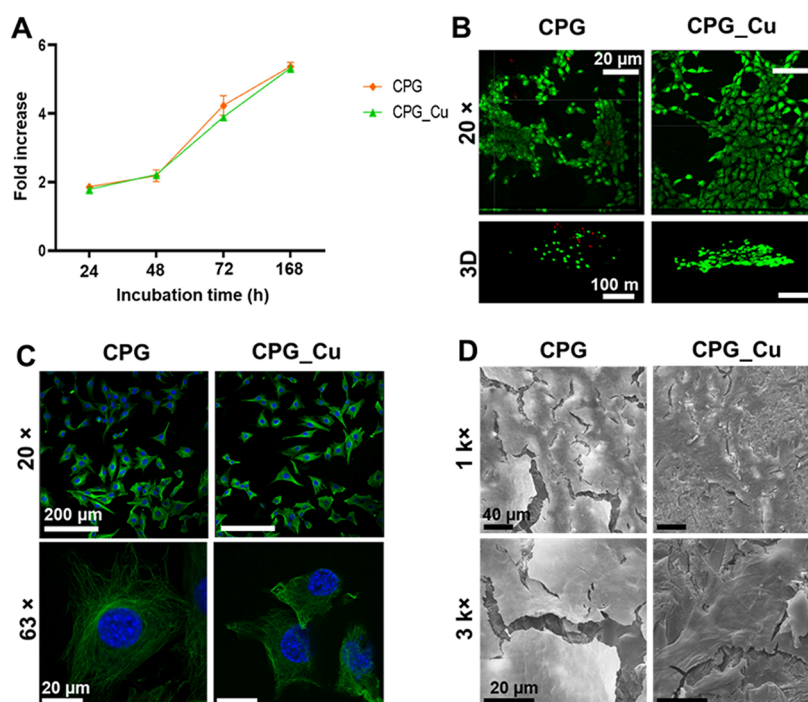 A
6
4
2
0
Fold increase
24 48 72 168
Incubation time (h)
CPG
CPG_Cu
B
CPG CPG_Cu
20 ×
20 µm
3D
100 m
C
CPG CPG_Cu
20 ×
200 µm
63 ×
20 µm
D
CPG CPG_Cu
1 k×
40 µm
3 k×
20 µm